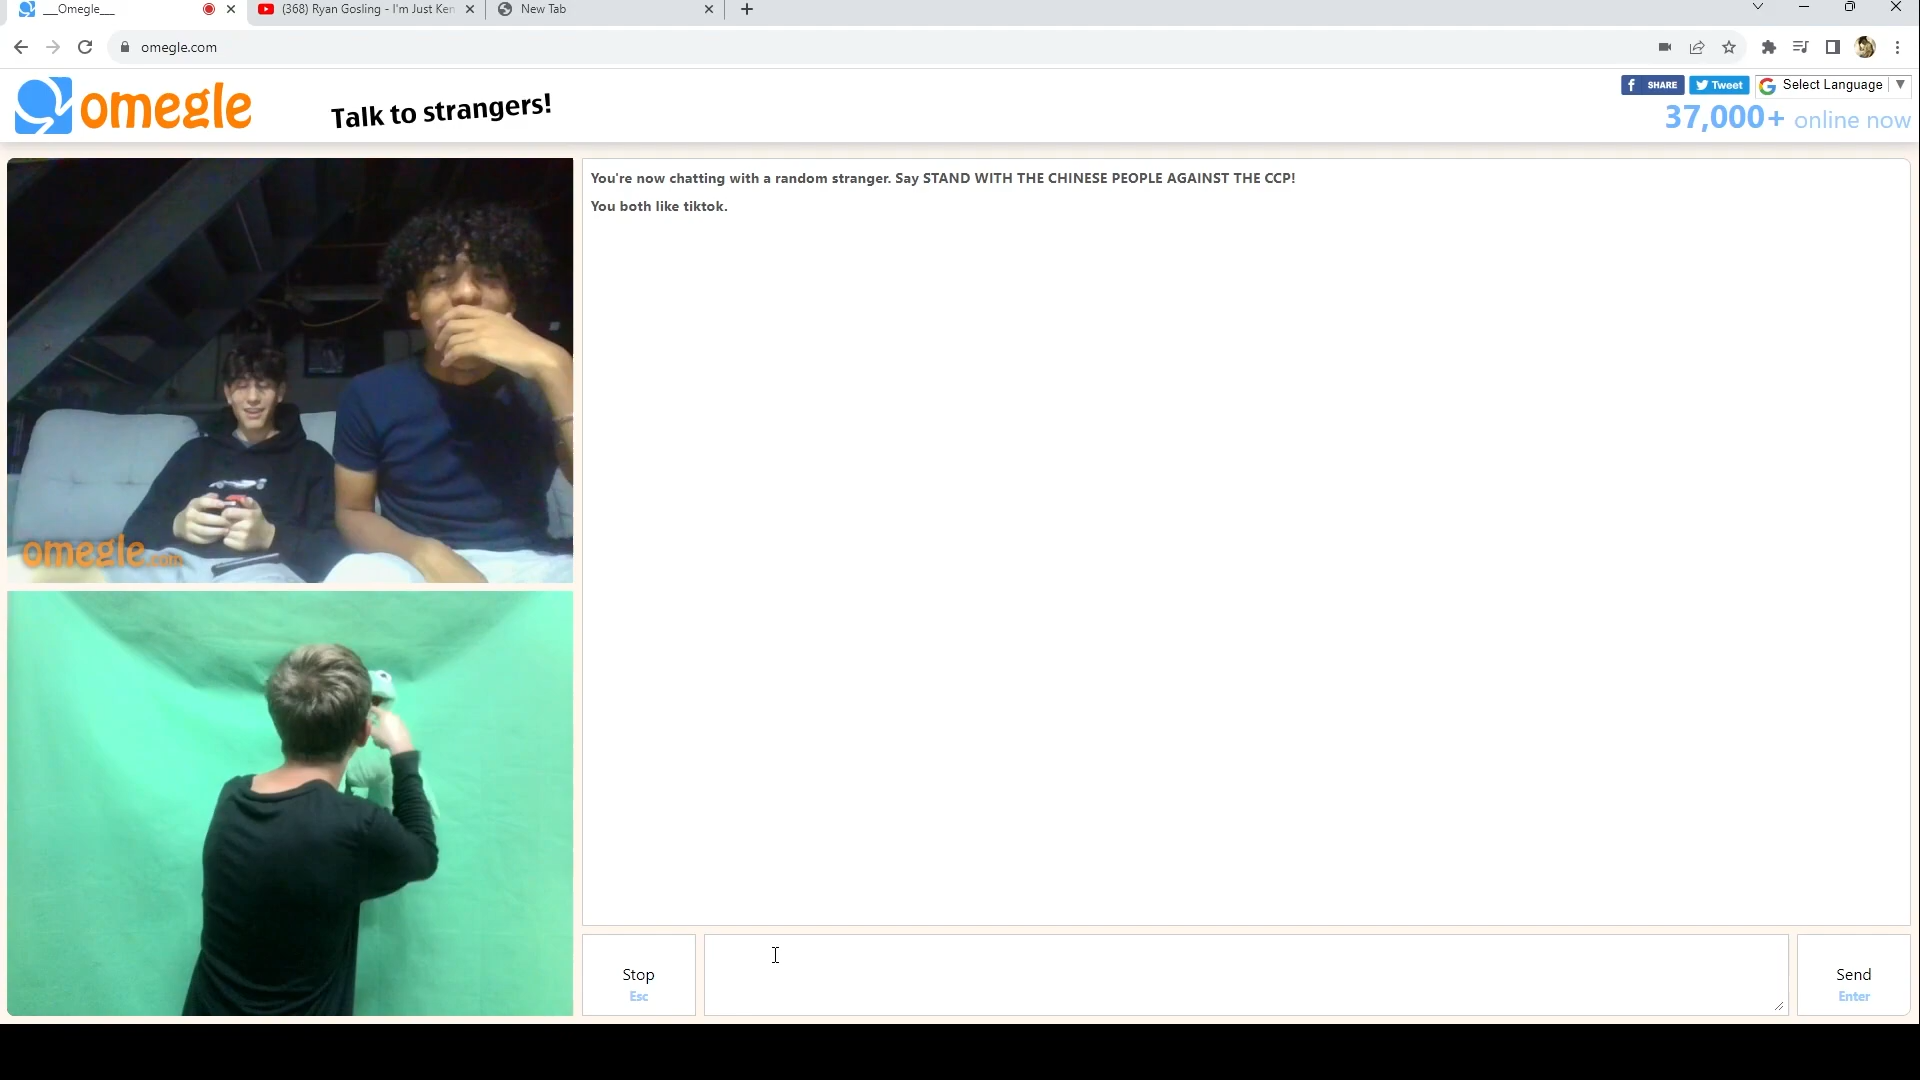 __Omegle__
(368) Ryan Gosling - I'm Just Ken
New Tab
omegle.com
omegle
Talk to strangers!
SHARE
Tweet
Select Language
37,000+ online now
You're now chatting with a random stranger. Say STAND WITH THE CHINESE PEOPLE AGAINST THE CCP!
You both like tiktok.
omegle.com
Stop
Esc
Send
Enter